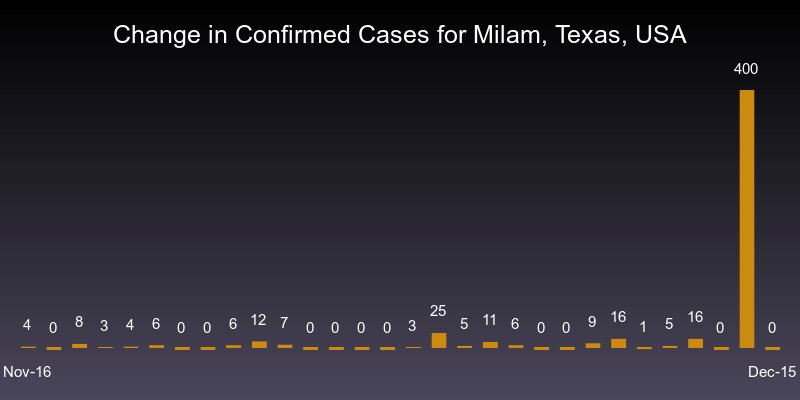 Change in Confirmed Cases for Milam, Texas, USA
400
4 0 8 3 4 6 0 0 6 12 7 0 0 0 0 3 25 5 11 6 0 0 9 16 1 5 16 0 0
Nov-16 Dec-15